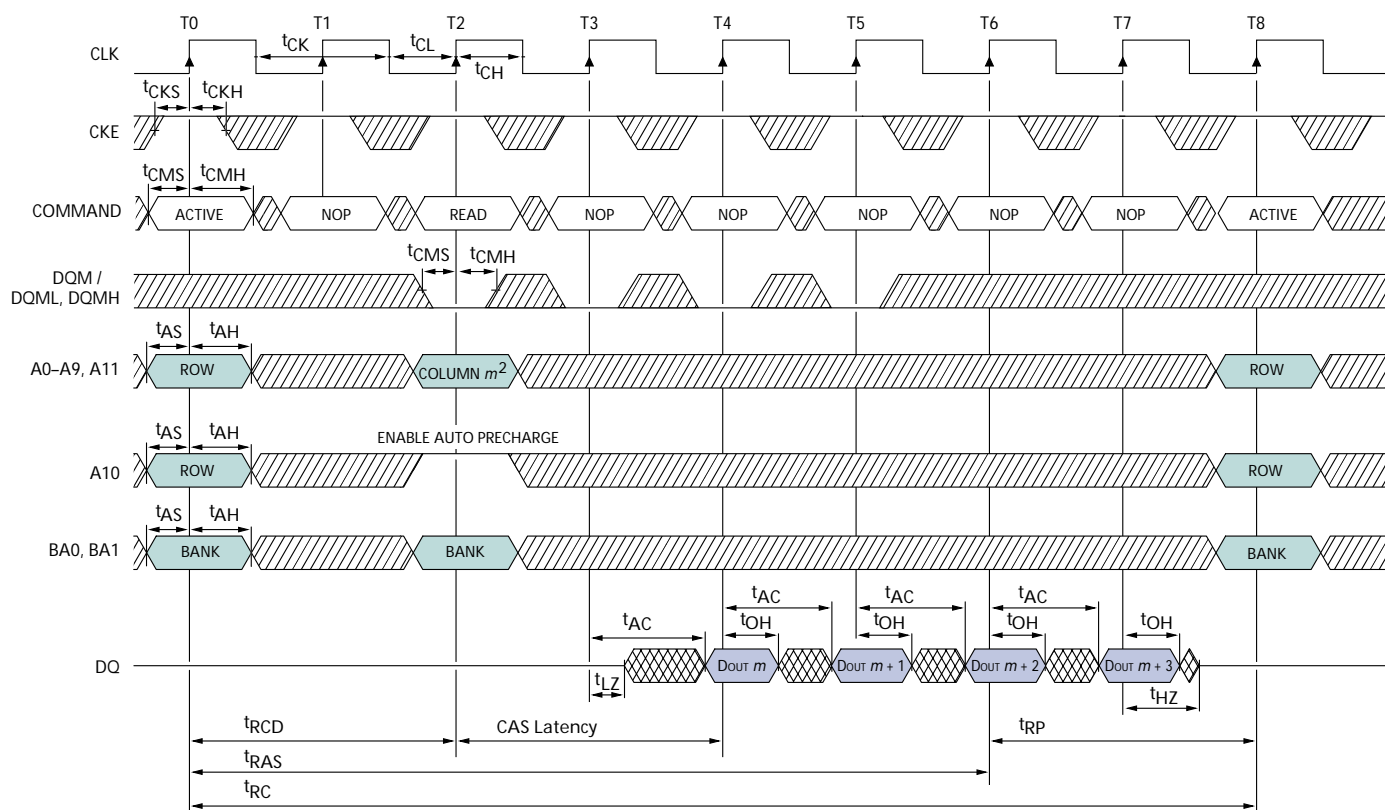 T0 T1 T2 T3 T4 T5 T6 T7 T8
CLK
tCK
tCL
tCH
tCKS
tCKH
CKE
tCMS
tCMH
COMMAND
ACTIVE NOP READ NOP NOP NOP NOP NOP ACTIVE
tCMS
tCMH
DQM /
DQML, DQMH
tAS
tAH
A0–A9, A11
ROW COLUMN m2 ROW
tAS
tAH
ENABLE AUTO PRECHARGE
A10
ROW ROW
tAS
tAH
BA0, BA1
BANK BANK BANK
tAC tAC tAC
tAC tOH tOH tOH tOH
DQ
DOUT m DOUT m + 1 DOUT m + 2 DOUT m + 3
tLZ
tHZ
tRCD
CAS Latency
tRP
tRAS
tRC